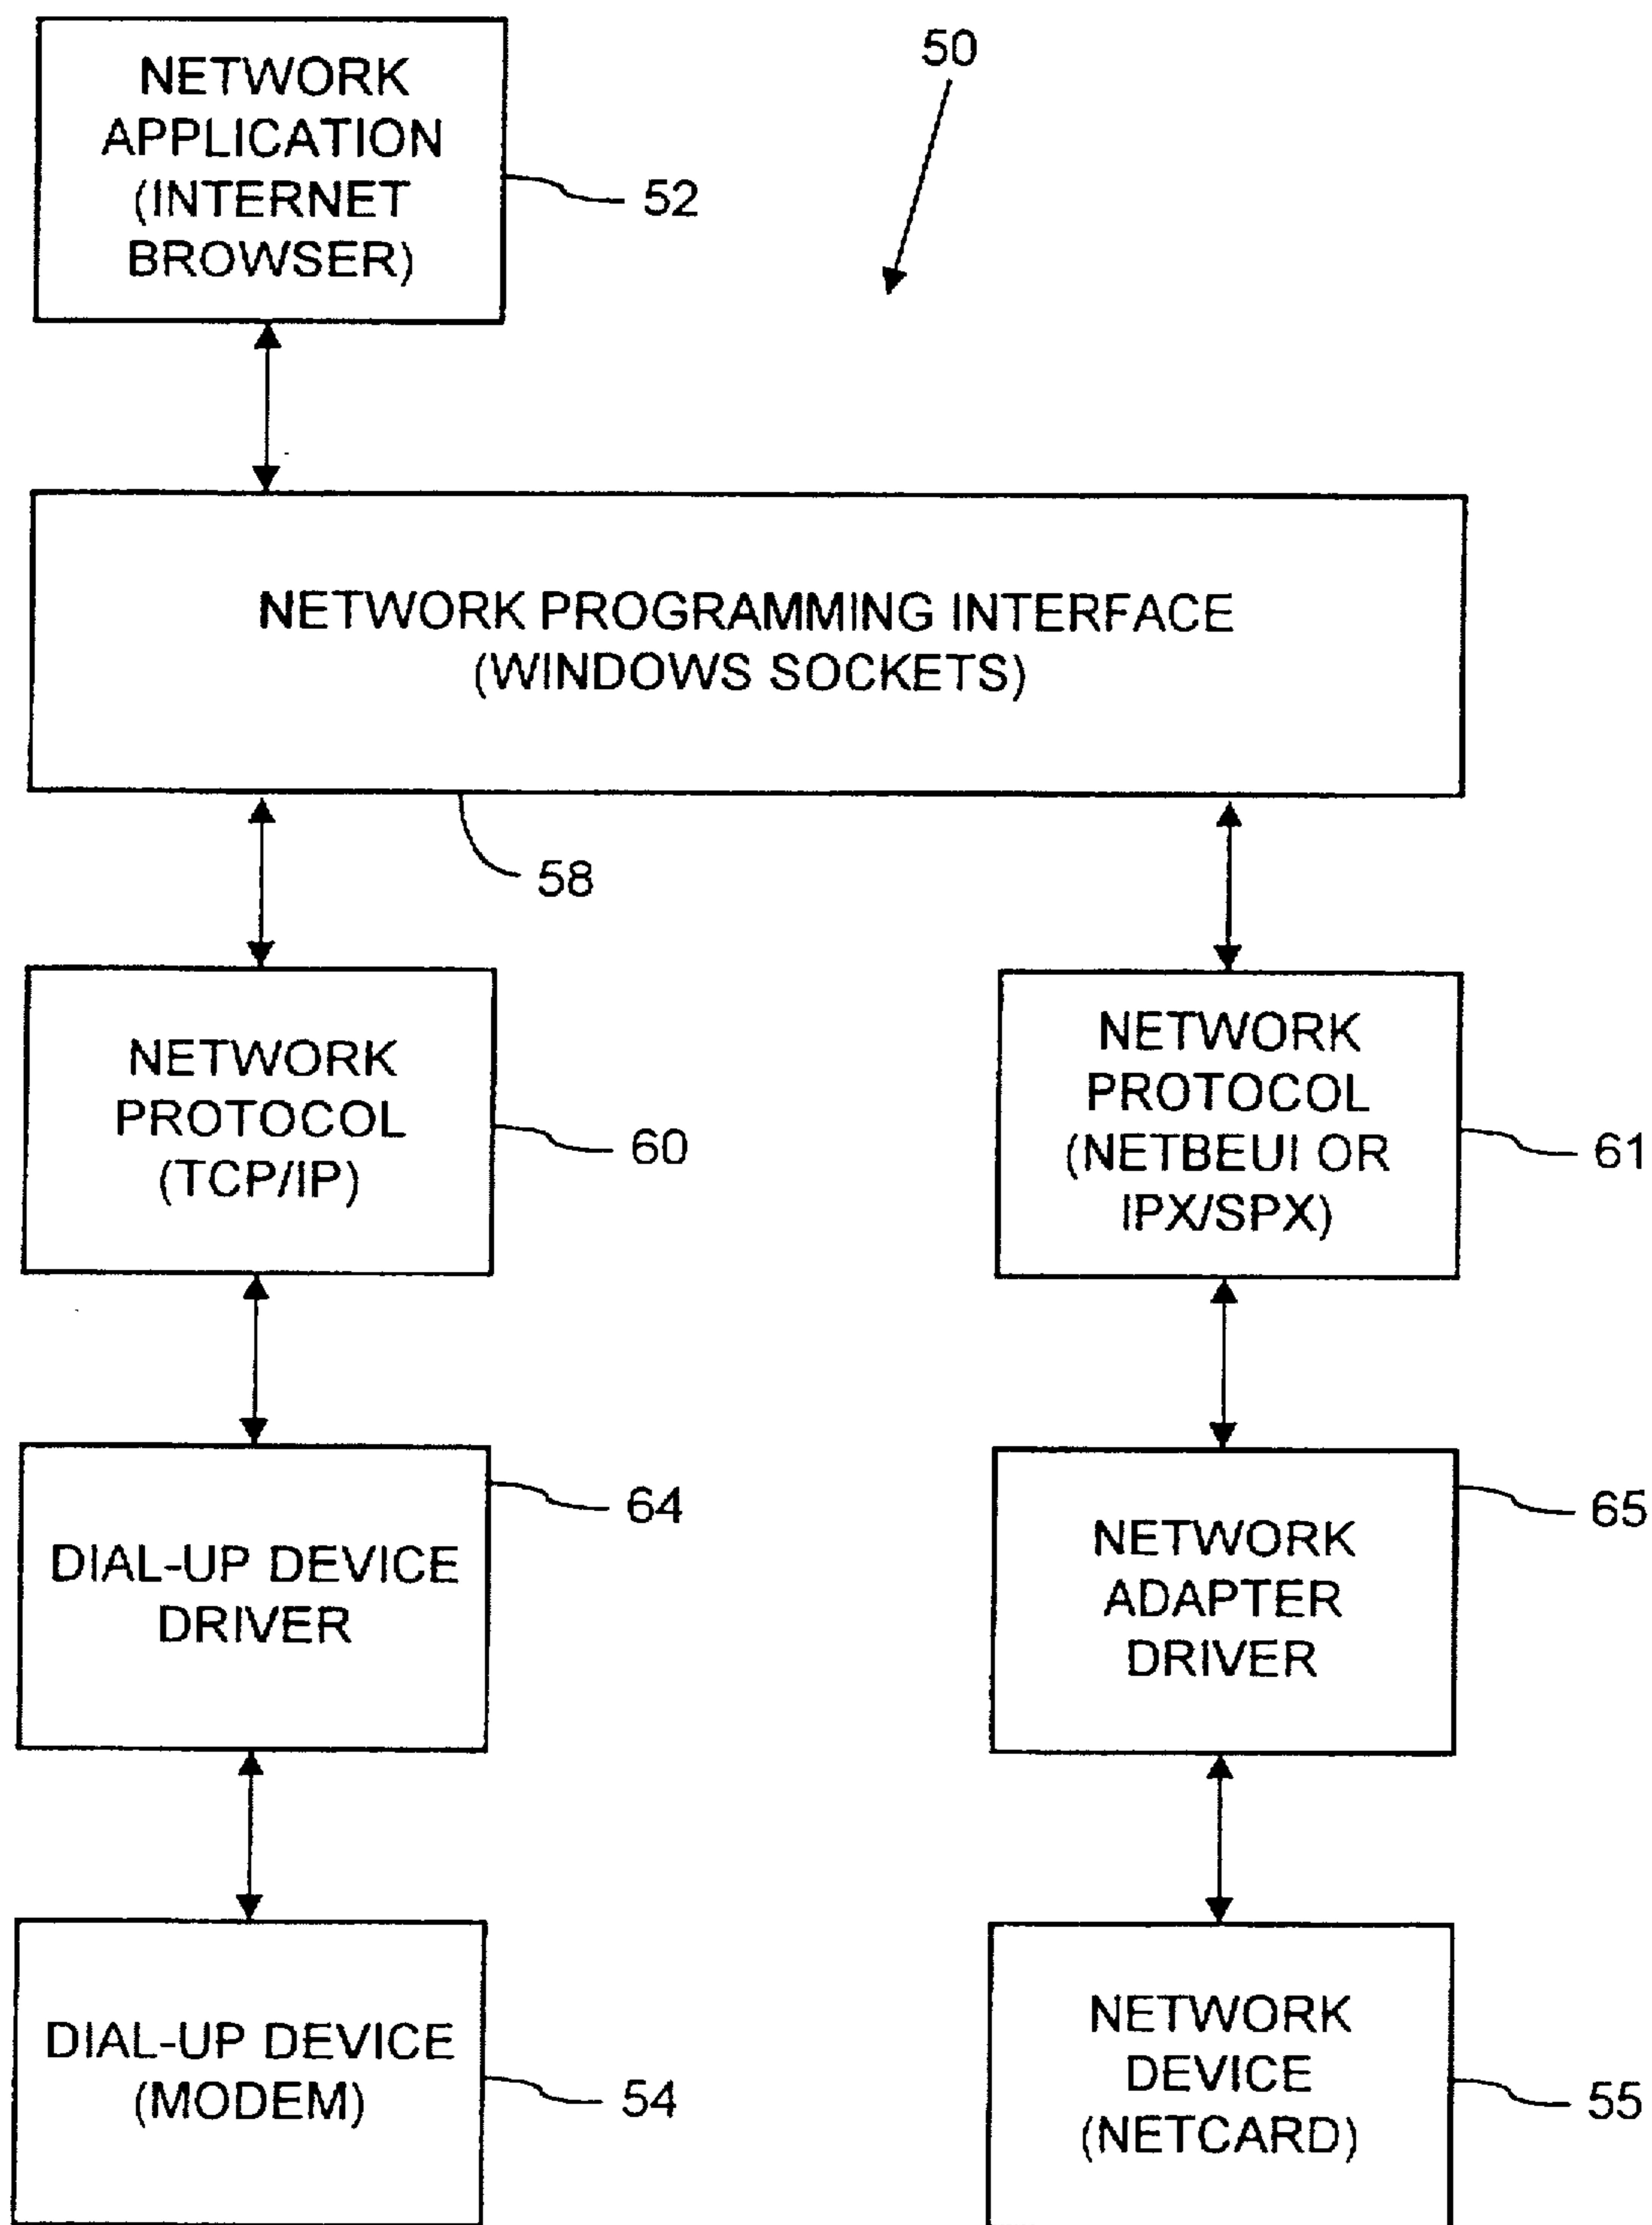 NETWORK
APPLICATION
(INTERNET
BROWSER)
50
52
NETWORK PROGRAMMING INTERFACE
(WINDOWS SOCKETS)
58
NETWORK
PROTOCOL
(TCP/IP)
60
NETWORK
PROTOCOL
(NETBEUI OR
IPX/SPX)
61
DIAL-UP DEVICE
DRIVER
64
NETWORK
ADAPTER
DRIVER
65
DIAL-UP DEVICE
(MODEM)
54
NETWORK
DEVICE
(NETCARD)
55